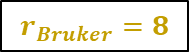 r_Bruker = 8